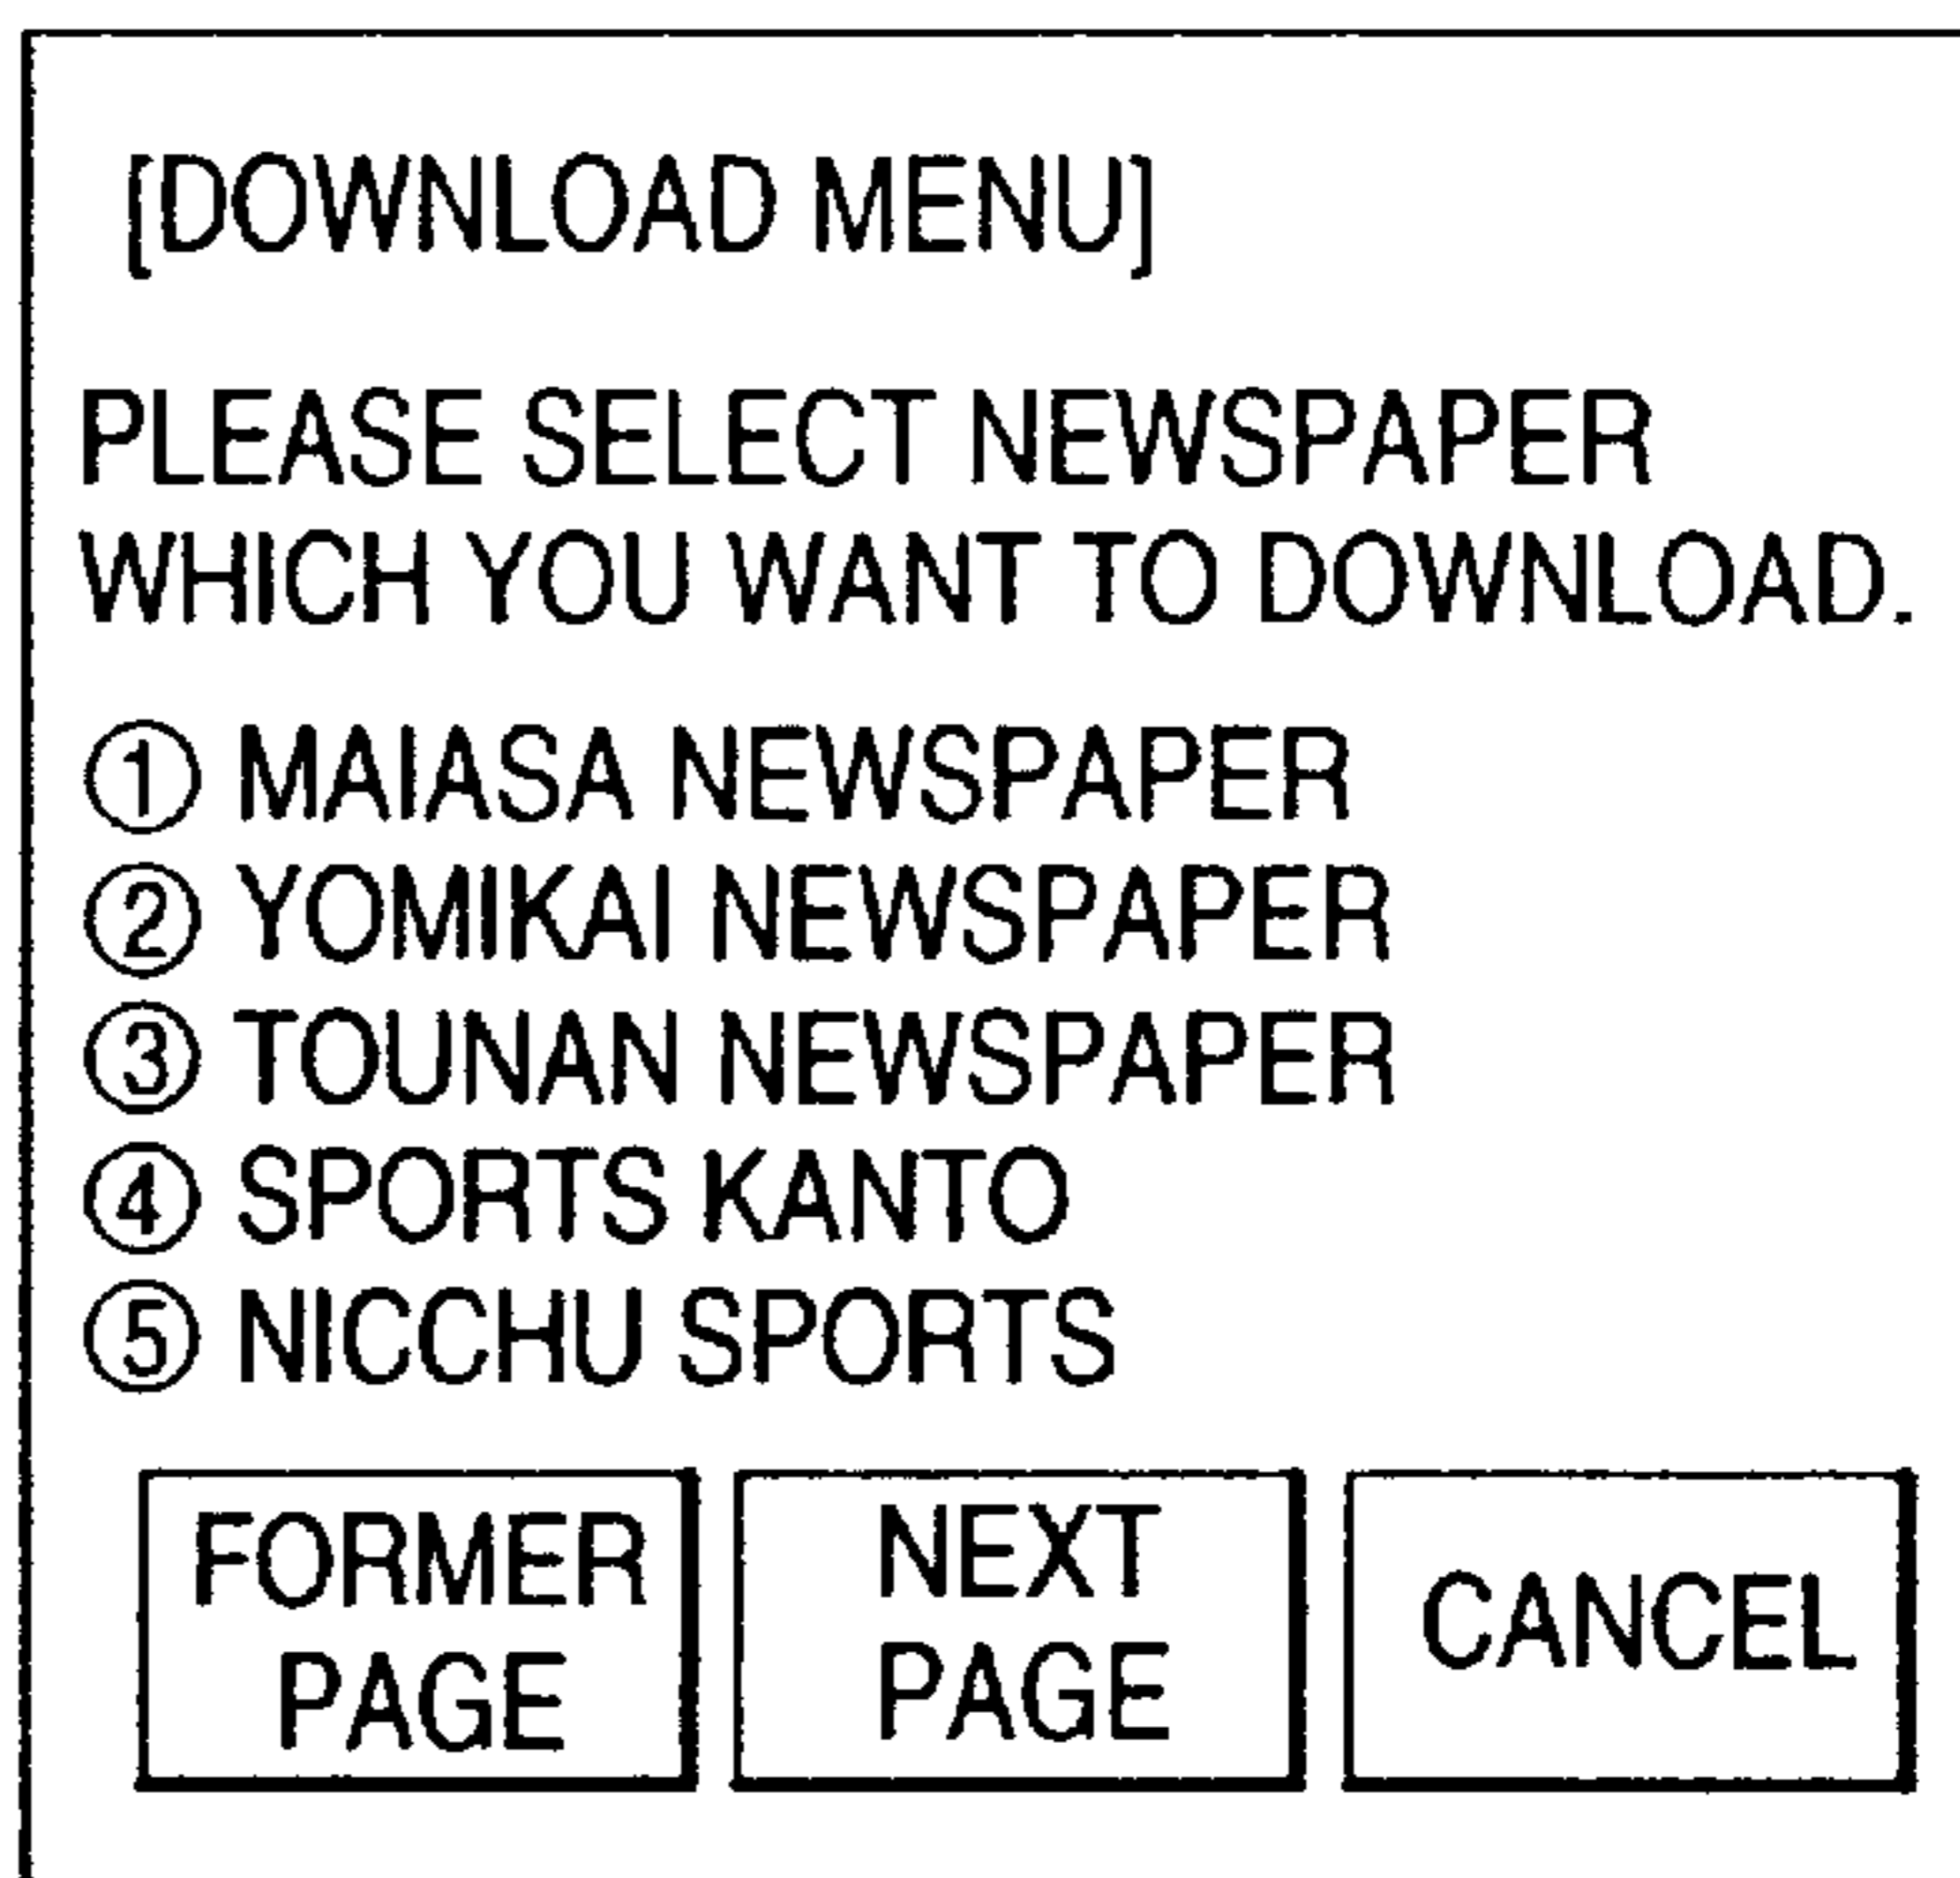 [DOWNLOAD MENU]
PLEASE SELECT NEWSPAPER
WHICH YOU WANT TO DOWNLOAD.
① MAIASA NEWSPAPER
② YOMIKAI NEWSPAPER
③ TOUNAN NEWSPAPER
④ SPORTS KANTO
⑤ NICCHU SPORTS
FORMER
PAGE
NEXT
PAGE
CANCEL